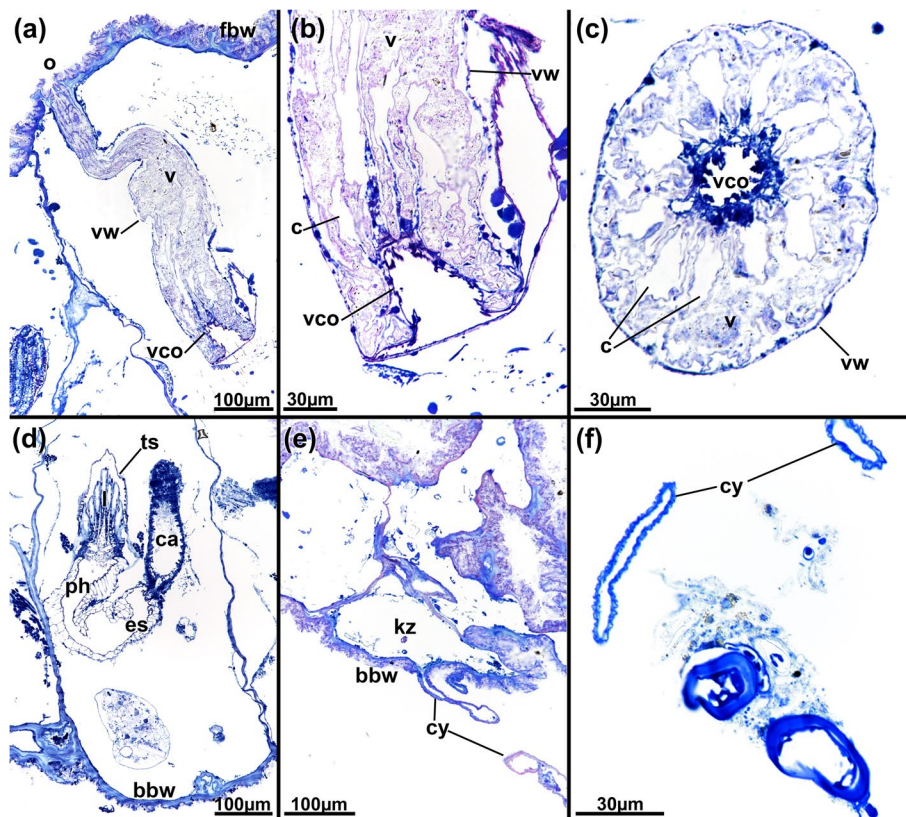 (a)
fbw
o
v
vw
vco
100µm
(b)
v
vw
c
vco
30µm
(c)
vco
c
v
vw
30µm
(d)
ts
l
ca
ph
es
bbw
100µm
(e)
kz
bbw
cy
100µm
(f)
cy
30µm